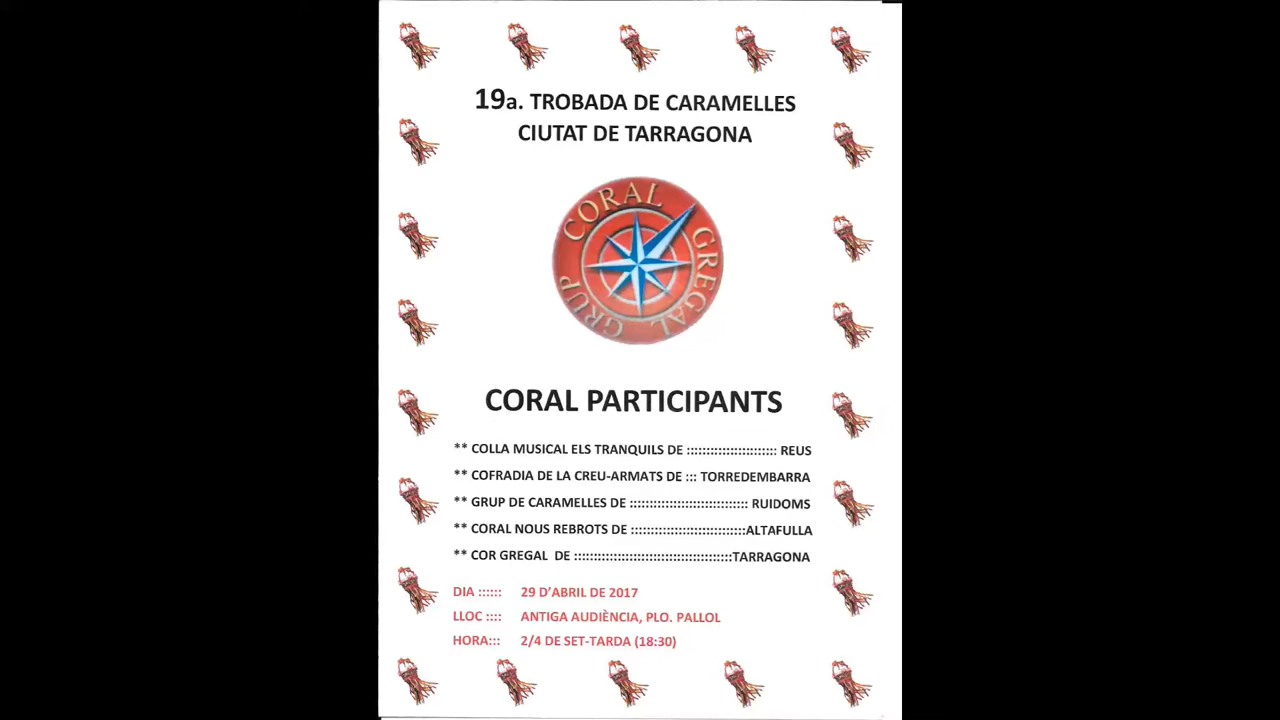 19a. TROBADA DE CARAMELLES
CIUTAT DE TARRAGONA
GRUP CORAL GREGAL
CORAL PARTICIPANTS
** COLLA MUSICAL ELS TRANQUILS DE ::::::::::::::::::::::: REUS
** COFRADIA DE LA CREU-ARMATS DE ::: TORREDEMBARRA
** GRUP DE CARAMELLES DE :::::::::::::::::::::::::::::: RUIDOMS
** CORAL NOUS REBROTS DE :::::::::::::::::::::::::::::ALTAFULLA
** COR GREGAL DE ::::::::::::::::::::::::::::::::::::::::TARRAGONA
DIA :::::: 29 D’ABRIL DE 2017
LLOC :::: ANTIGA AUDIÈNCIA, PLO. PALLOL
HORA::: 2/4 DE SET-TARDA (18:30)